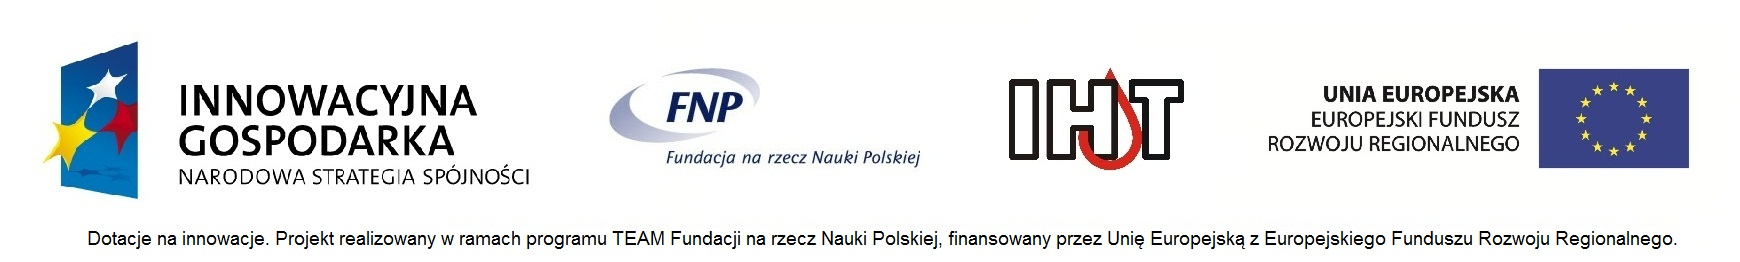 INNOWACYJNA
GOSPODARKA
NARODOWA STRATEGIA SPÓJNOŚCI
FNP
Fundacja na rzecz Nauki Polskiej
IHT
UNIA EUROPEJSKA
EUROPEJSKI FUNDUSZ
ROZWOJU REGIONALNEGO
Dotacje na innowacje. Projekt realizowany w ramach programu TEAM Fundacji na rzecz Nauki Polskiej, finansowany przez Unię Europejską z Europejskiego Funduszu Rozwoju Regionalnego.